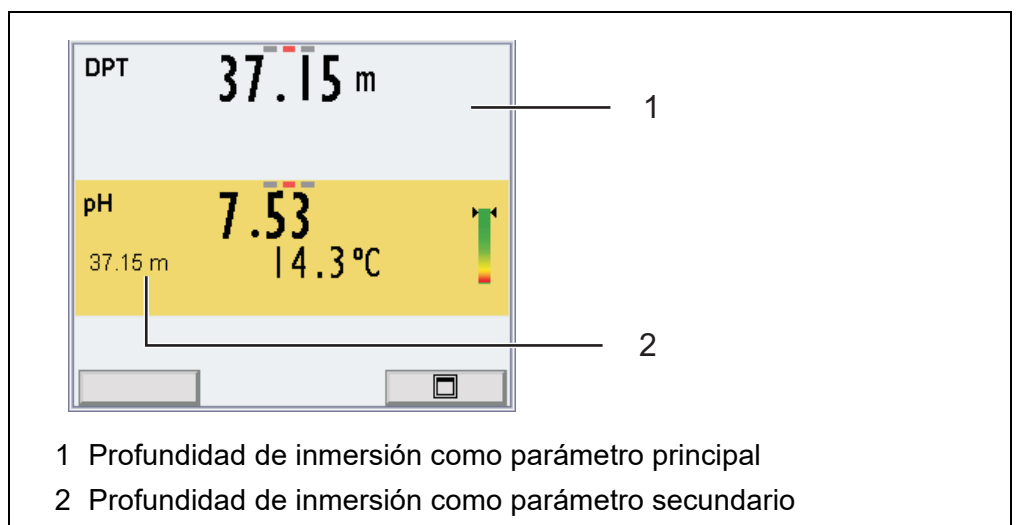 DPT 37.15 m
1
pH 7.53
37.15 m 14.3°C
2
1 Profundidad de inmersión como parámetro principal
2 Profundidad de inmersión como parámetro secundario